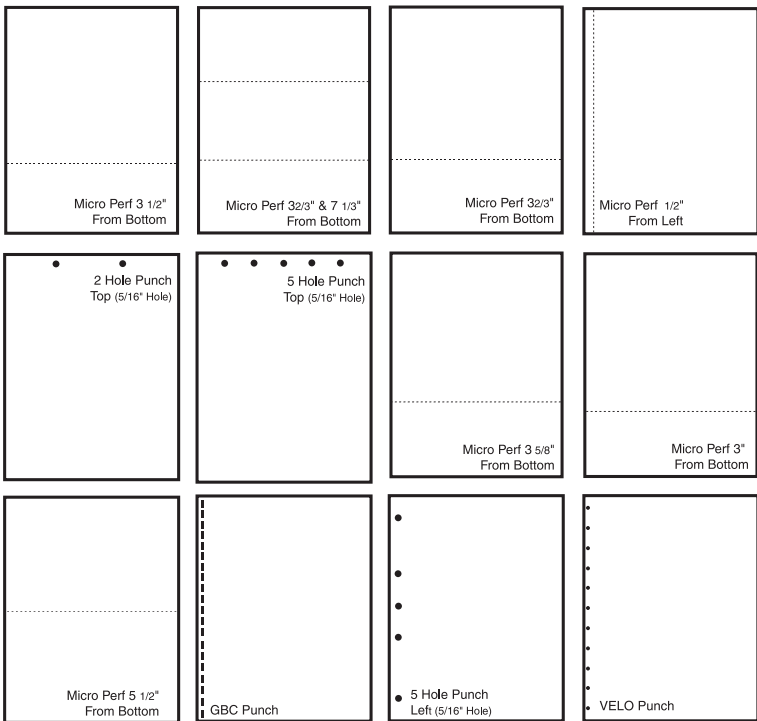 Micro Perf 3 1/2"
From Bottom
Micro Perf 32/3" & 7 1/3"
From Bottom
Micro Perf 32/3"
From Bottom
Micro Perf 1/2"
From Left
2 Hole Punch
Top (5/16" Hole)
5 Hole Punch
Top (5/16" Hole)
Micro Perf 3 5/8"
From Bottom
Micro Perf 3"
From Bottom
Micro Perf 5 1/2"
From Bottom
GBC Punch
5 Hole Punch
Left (5/16" Hole)
VELO Punch